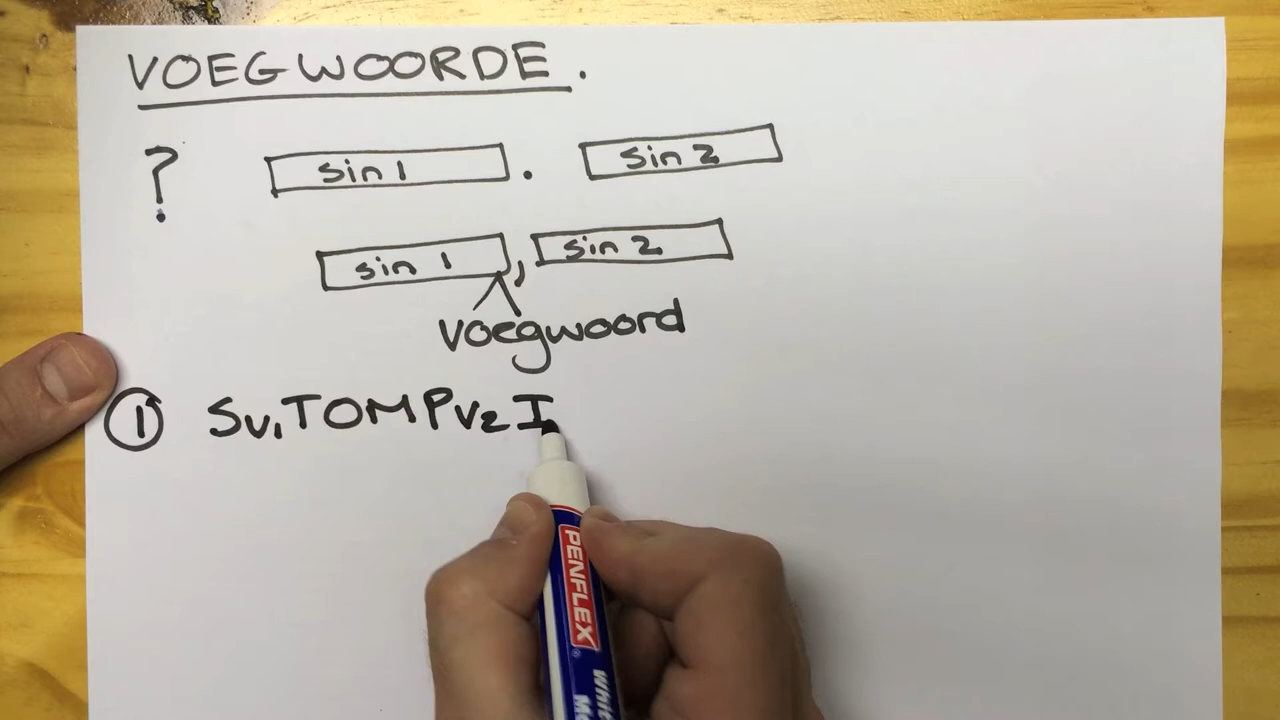 VOEGWOORDE.
? sin 1 . sin 2
sin 1 , sin 2
voegwoord
① Sv₁TOMPv₂I
PENFLEX